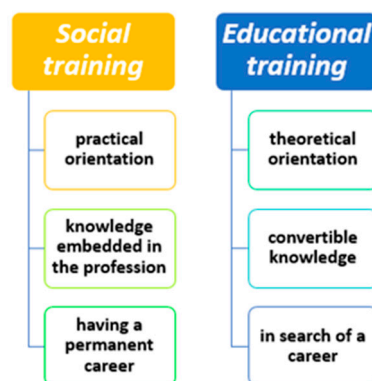 Social
training
practical
orientation
knowledge
embedded in
the profession
having a
permanent
career
Educational
training
theoretical
orientation
convertible
knowledge
in search of a
career